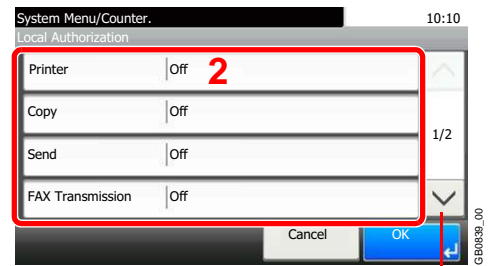 System Menu/Counter. 10:10
Local Authorization
Printer Off 2
Copy Off
1/2
Send Off
FAX Transmission Off
Cancel OK
GB0839_00